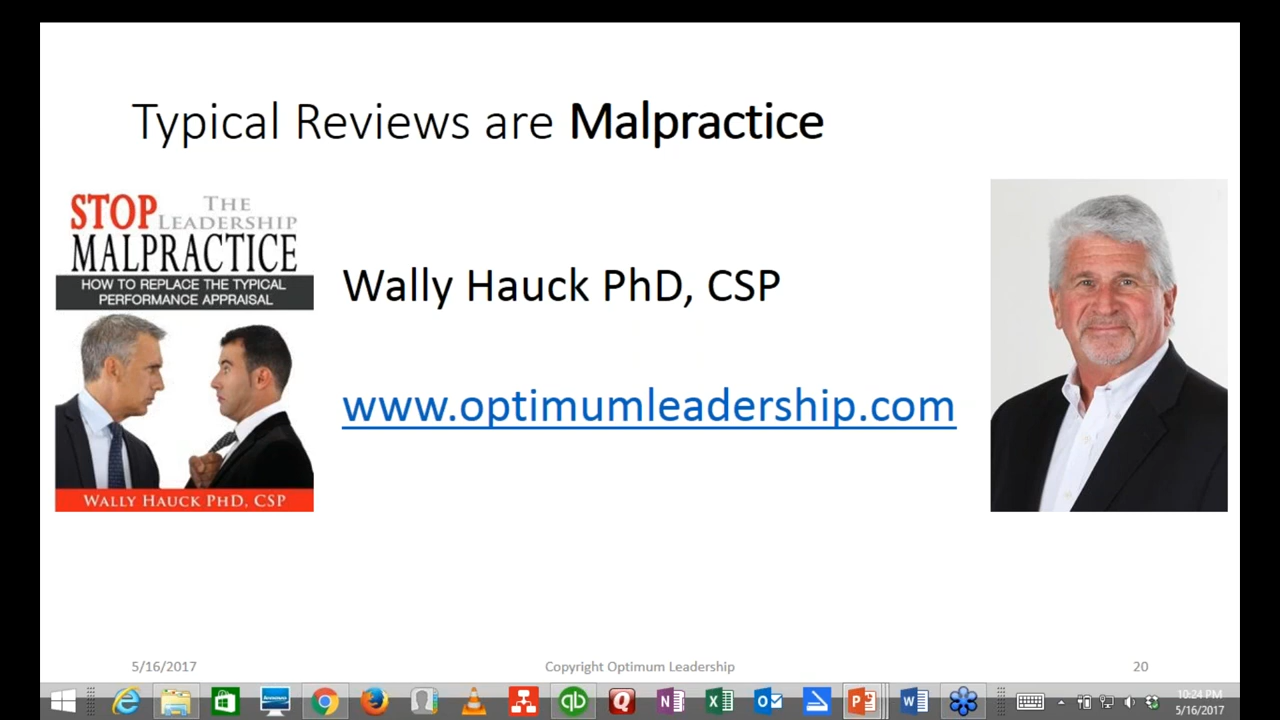 Typical Reviews are Malpractice
STOP THE LEADERSHIP
MALPRACTICE
HOW TO REPLACE THE TYPICAL
PERFORMANCE APPRAISAL
WALLY HAUCK PHD, CSP
Wally Hauck PhD, CSP
www.optimumleadership.com
5/16/2017
Copyright Optimum Leadership
20
10:24 PM
5/16/2017